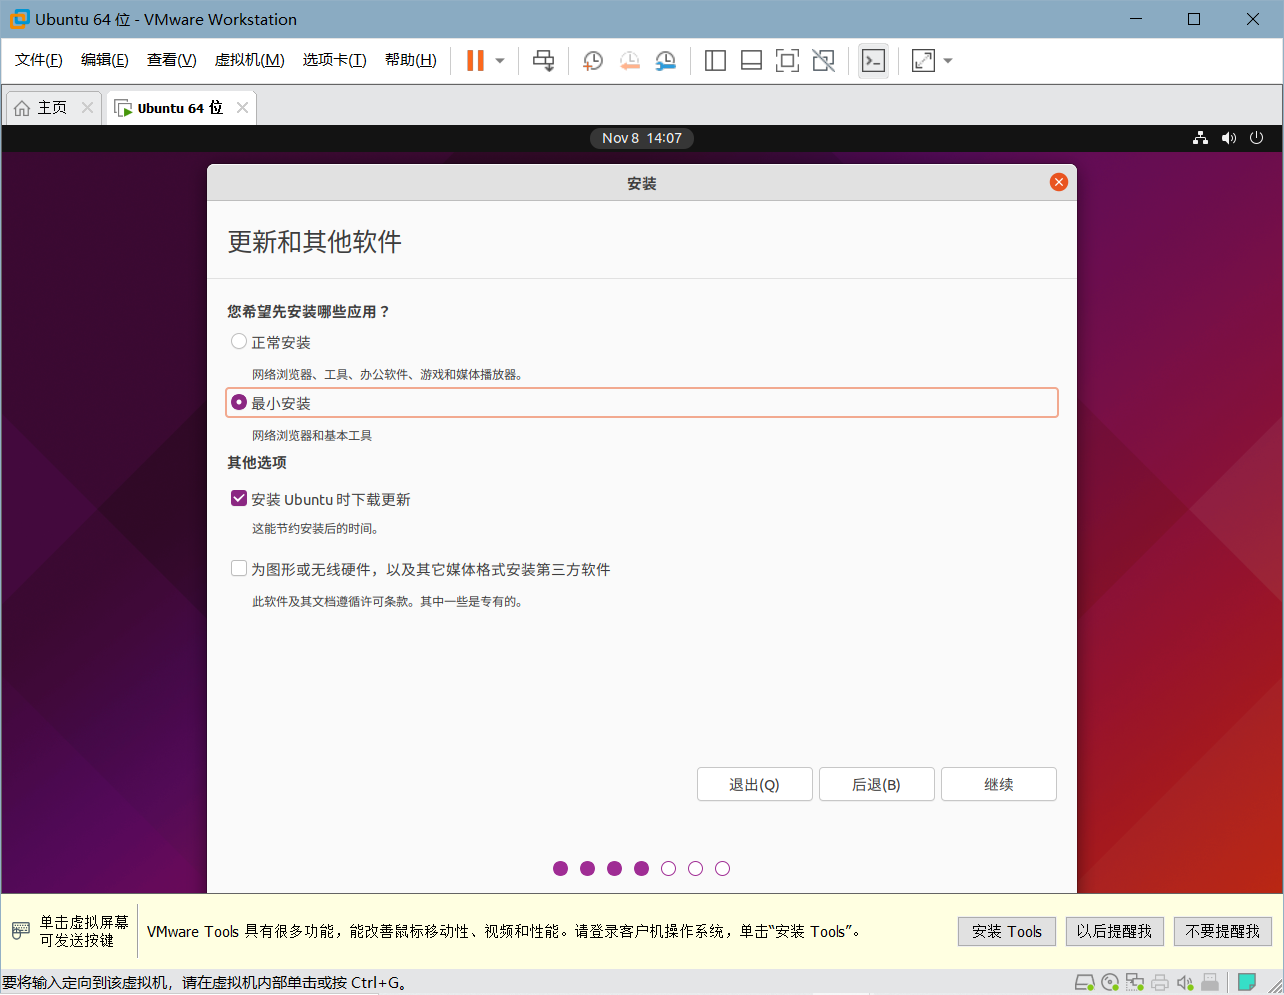 Ubuntu 64 位 - VMware Workstation
文件(F) 编辑(E) 查看(V) 虚拟机(M) 选项卡(T) 帮助(H)
主页 Ubuntu 64 位
Nov 8 14:07
安装
更新和其他软件
您希望先安装哪些应用？
正常安装
网络浏览器、工具、办公软件、游戏和媒体播放器。
最小安装
网络浏览器和基本工具
其他选项
安装 Ubuntu 时下载更新
这能节约安装后的时间。
为图形或无线硬件，以及其它媒体格式安装第三方软件
此软件及其文档遵循许可条款。其中一些是专有的。
退出(Q) 后退(B) 继续
单击虚拟屏幕
可发送按键
VMware Tools 具有很多功能，能改善鼠标移动性、视频和性能。请登录客户机操作系统，单击“安装 Tools”。
安装 Tools 以后提醒我 不要提醒我
要将输入定向到该虚拟机，请在虚拟机内部单击或按 Ctrl+G。